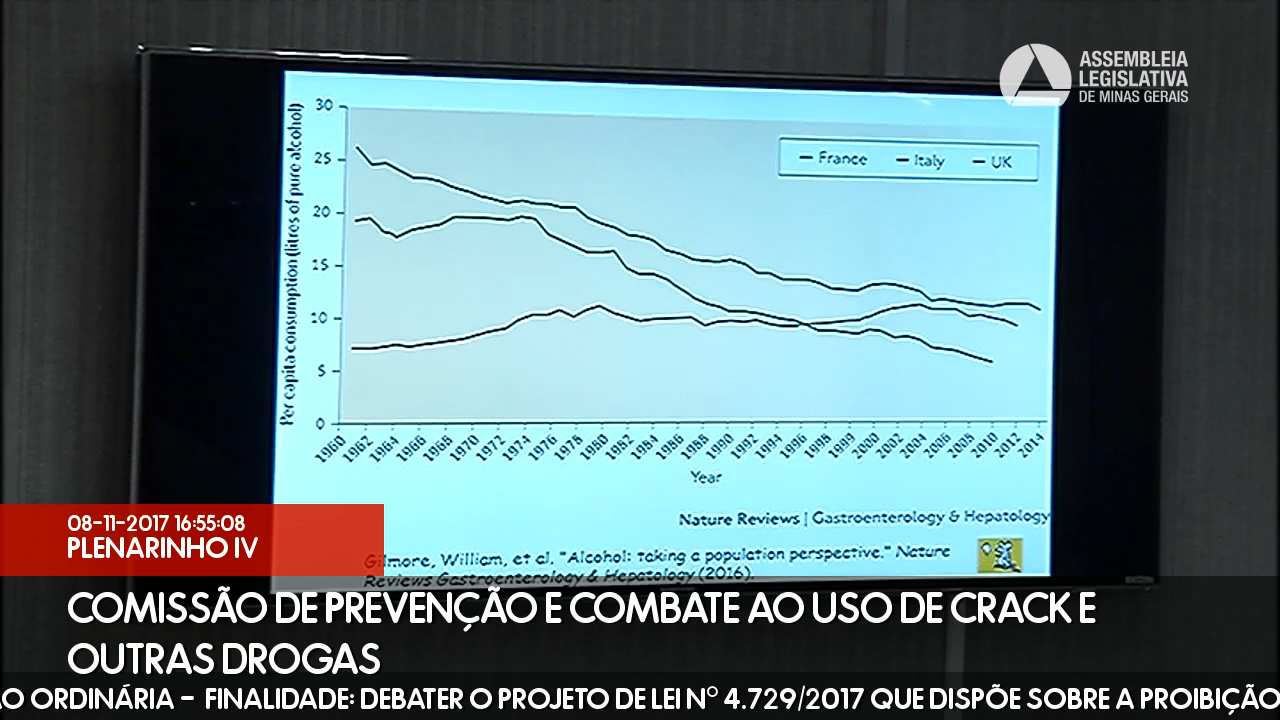 ASSEMBLEIA
LEGISLATIVA
DE MINAS GERAIS
Per capita consumption (litres of pure alcohol)
30
25
20
15
10
5
0
France Italy UK
1960 1962 1964 1966 1968 1970 1972 1974 1976 1978 1980 1982 1984 1986 1988 1990 1992 1994 1996 1998 1999 2000 2002 2004 2006 2008 2010 2012 2014
Year
Nature Reviews | Gastroenterology & Hepatology
Gilmore, William, et al. "Alcohol: taking a population perspective." Nature
Reviews Gastroenterology & Hepatology (2016).
08-11-2017 16:55:08
PLENARINHO IV
COMISSÃO DE PREVENÇÃO E COMBATE AO USO DE CRACK E
OUTRAS DROGAS
ÃO ORDINÁRIA - FINALIDADE: DEBATER O PROJETO DE LEI Nº 4.729/2017 QUE DISPÕE SOBRE A PROIBIÇÃO